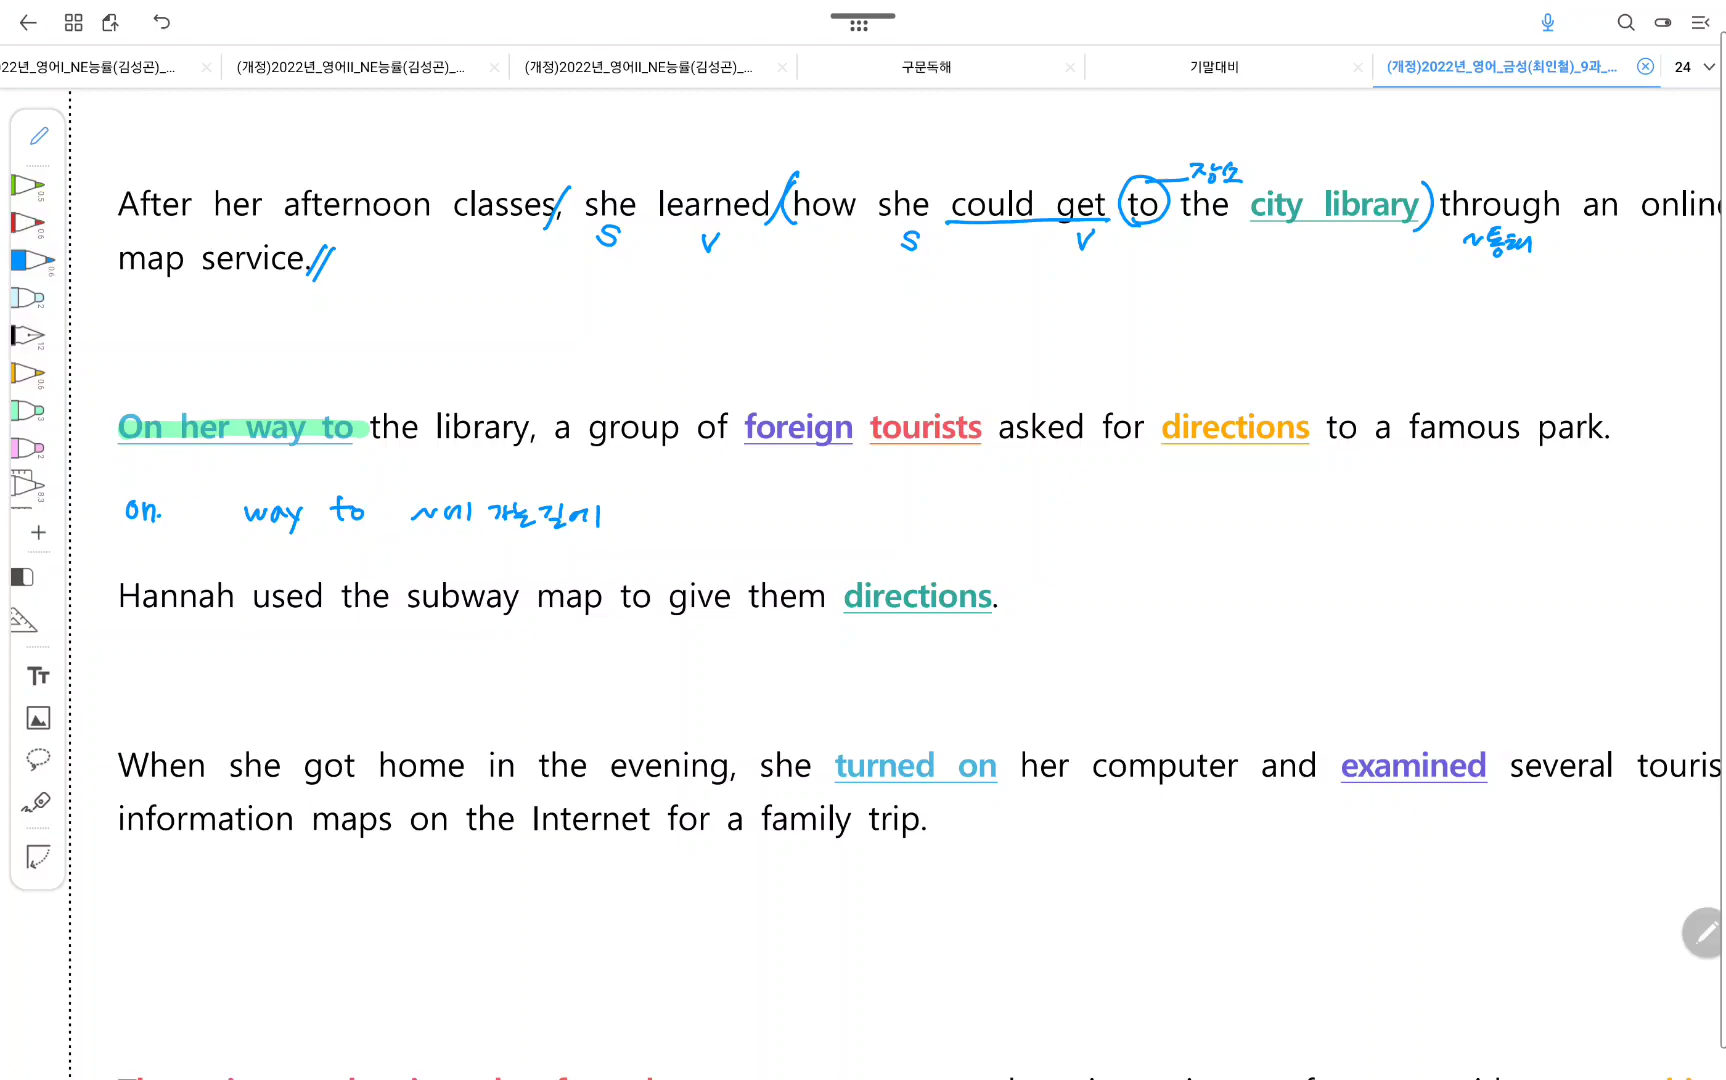 22년_영어I_NE능률(김성곤)_... (개정)2022년_영어II_NE능률(김성곤)_... (개정)2022년_영어II_NE능률(김성곤)_... 구문독해 기말대비 (개정)2022년_영어_금성(최인철)_9과_... 24
장소
After her afternoon classes, she learned how she could get to the city library through an onlin
S V S V ~통해
map service.
On her way to the library, a group of foreign tourists asked for directions to a famous park.
on. way to ~에 가는길에
Hannah used the subway map to give them directions.
When she got home in the evening, she turned on her computer and examined several touris
information maps on the Internet for a family trip.